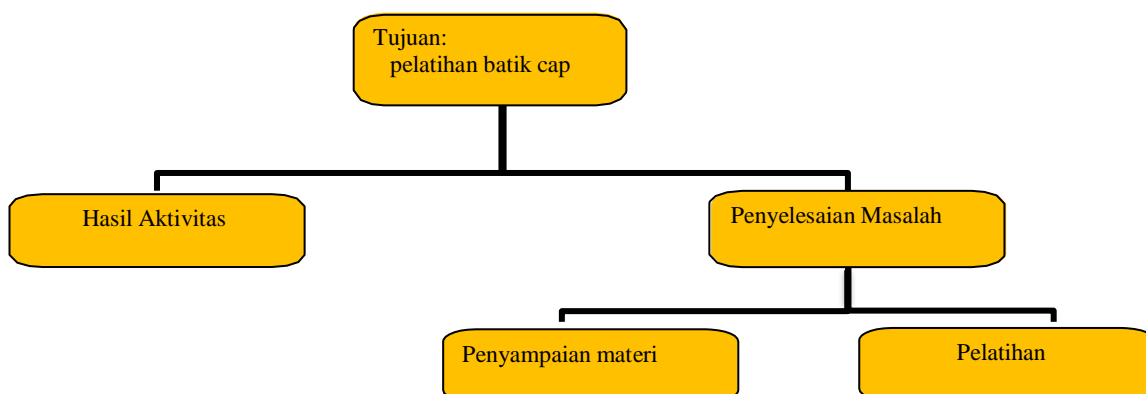 Tujuan:
pelatihan batik cap
Hasil Aktivitas
Penyelesaian Masalah
Penyampaian materi
Pelatihan